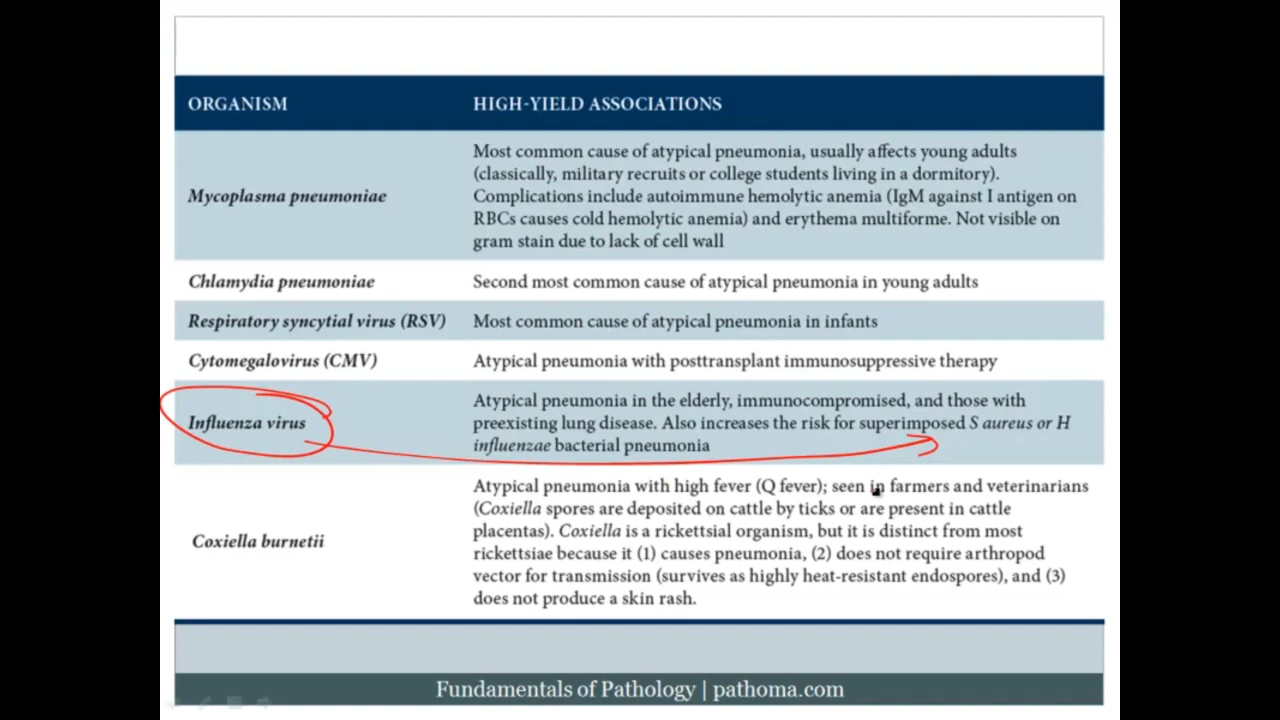 ORGANISM HIGH-YIELD ASSOCIATIONS
Mycoplasma pneumoniae
Most common cause of atypical pneumonia, usually affects young adults
(classically, military recruits or college students living in a dormitory).
Complications include autoimmune hemolytic anemia (IgM against I antigen on
RBCs causes cold hemolytic anemia) and erythema multiforme. Not visible on
gram stain due to lack of cell wall
Chlamydia pneumoniae
Second most common cause of atypical pneumonia in young adults
Respiratory syncytial virus (RSV)
Most common cause of atypical pneumonia in infants
Cytomegalovirus (CMV)
Atypical pneumonia with posttransplant immunosuppressive therapy
Influenza virus
Atypical pneumonia in the elderly, immunocompromised, and those with
preexisting lung disease. Also increases the risk for superimposed S aureus or H
influenzae bacterial pneumonia
Coxiella burnetii
Atypical pneumonia with high fever (Q fever); seen in farmers and veterinarians
(Coxiella spores are deposited on cattle by ticks or are present in cattle
placentas). Coxiella is a rickettsial organism, but it is distinct from most
rickettsiae because it (1) causes pneumonia, (2) does not require arthropod
vector for transmission (survives as highly heat-resistant endospores), and (3)
does not produce a skin rash.
Fundamentals of Pathology | pathoma.com